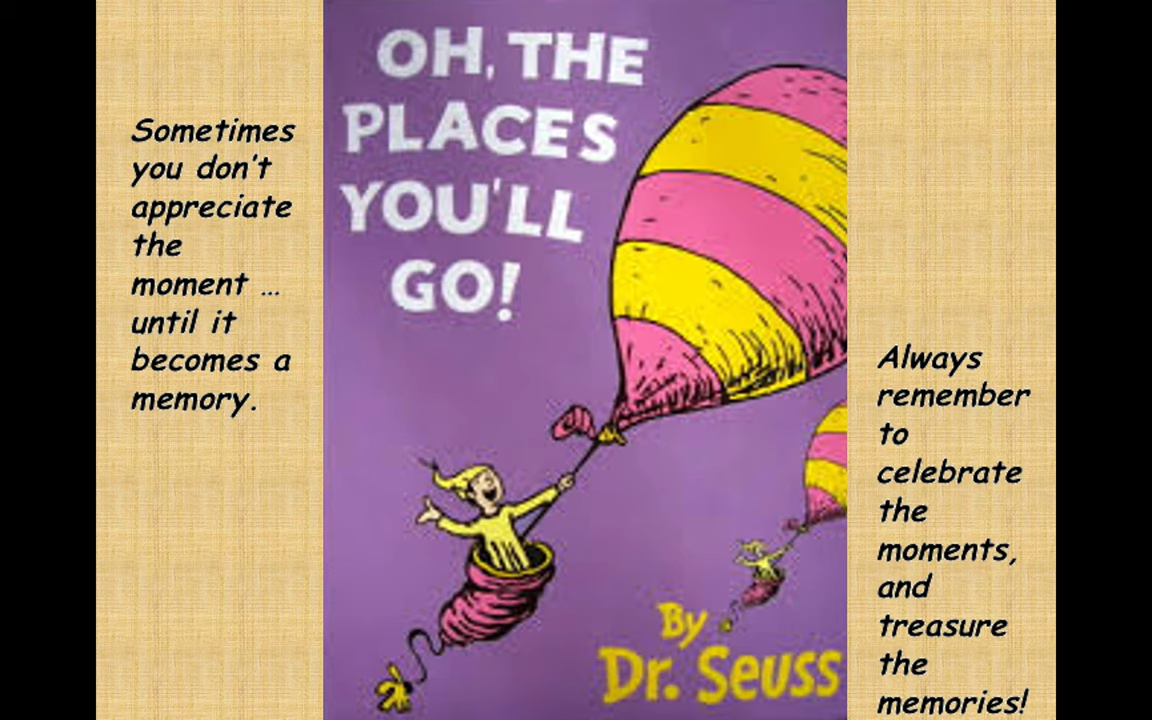 Sometimes
you don't
appreciate
the
moment ...
until it
becomes a
memory.
OH, THE
PLACES
YOU'LL
GO!
By
Dr. Seuss
Always
remember
to
celebrate
the
moments,
and
treasure
the
memories!